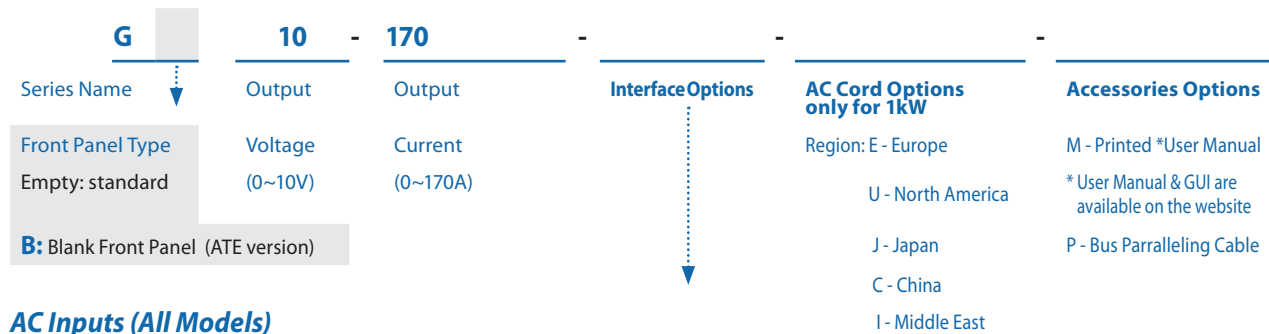 G 10 - 170 - - -
Series Name Output Output Interface Options AC Cord Options Accessories Options
only for 1kW
Front Panel Type Voltage Current Region: E - Europe M - Printed *User Manual
Empty: standard (0~10V) (0~170A) U - North America * User Manual & GUI are
available on the website
B: Blank Front Panel (ATE version) J - Japan P - Bus Parralleling Cable
C - China
I - Middle East
AC Inputs (All Models)